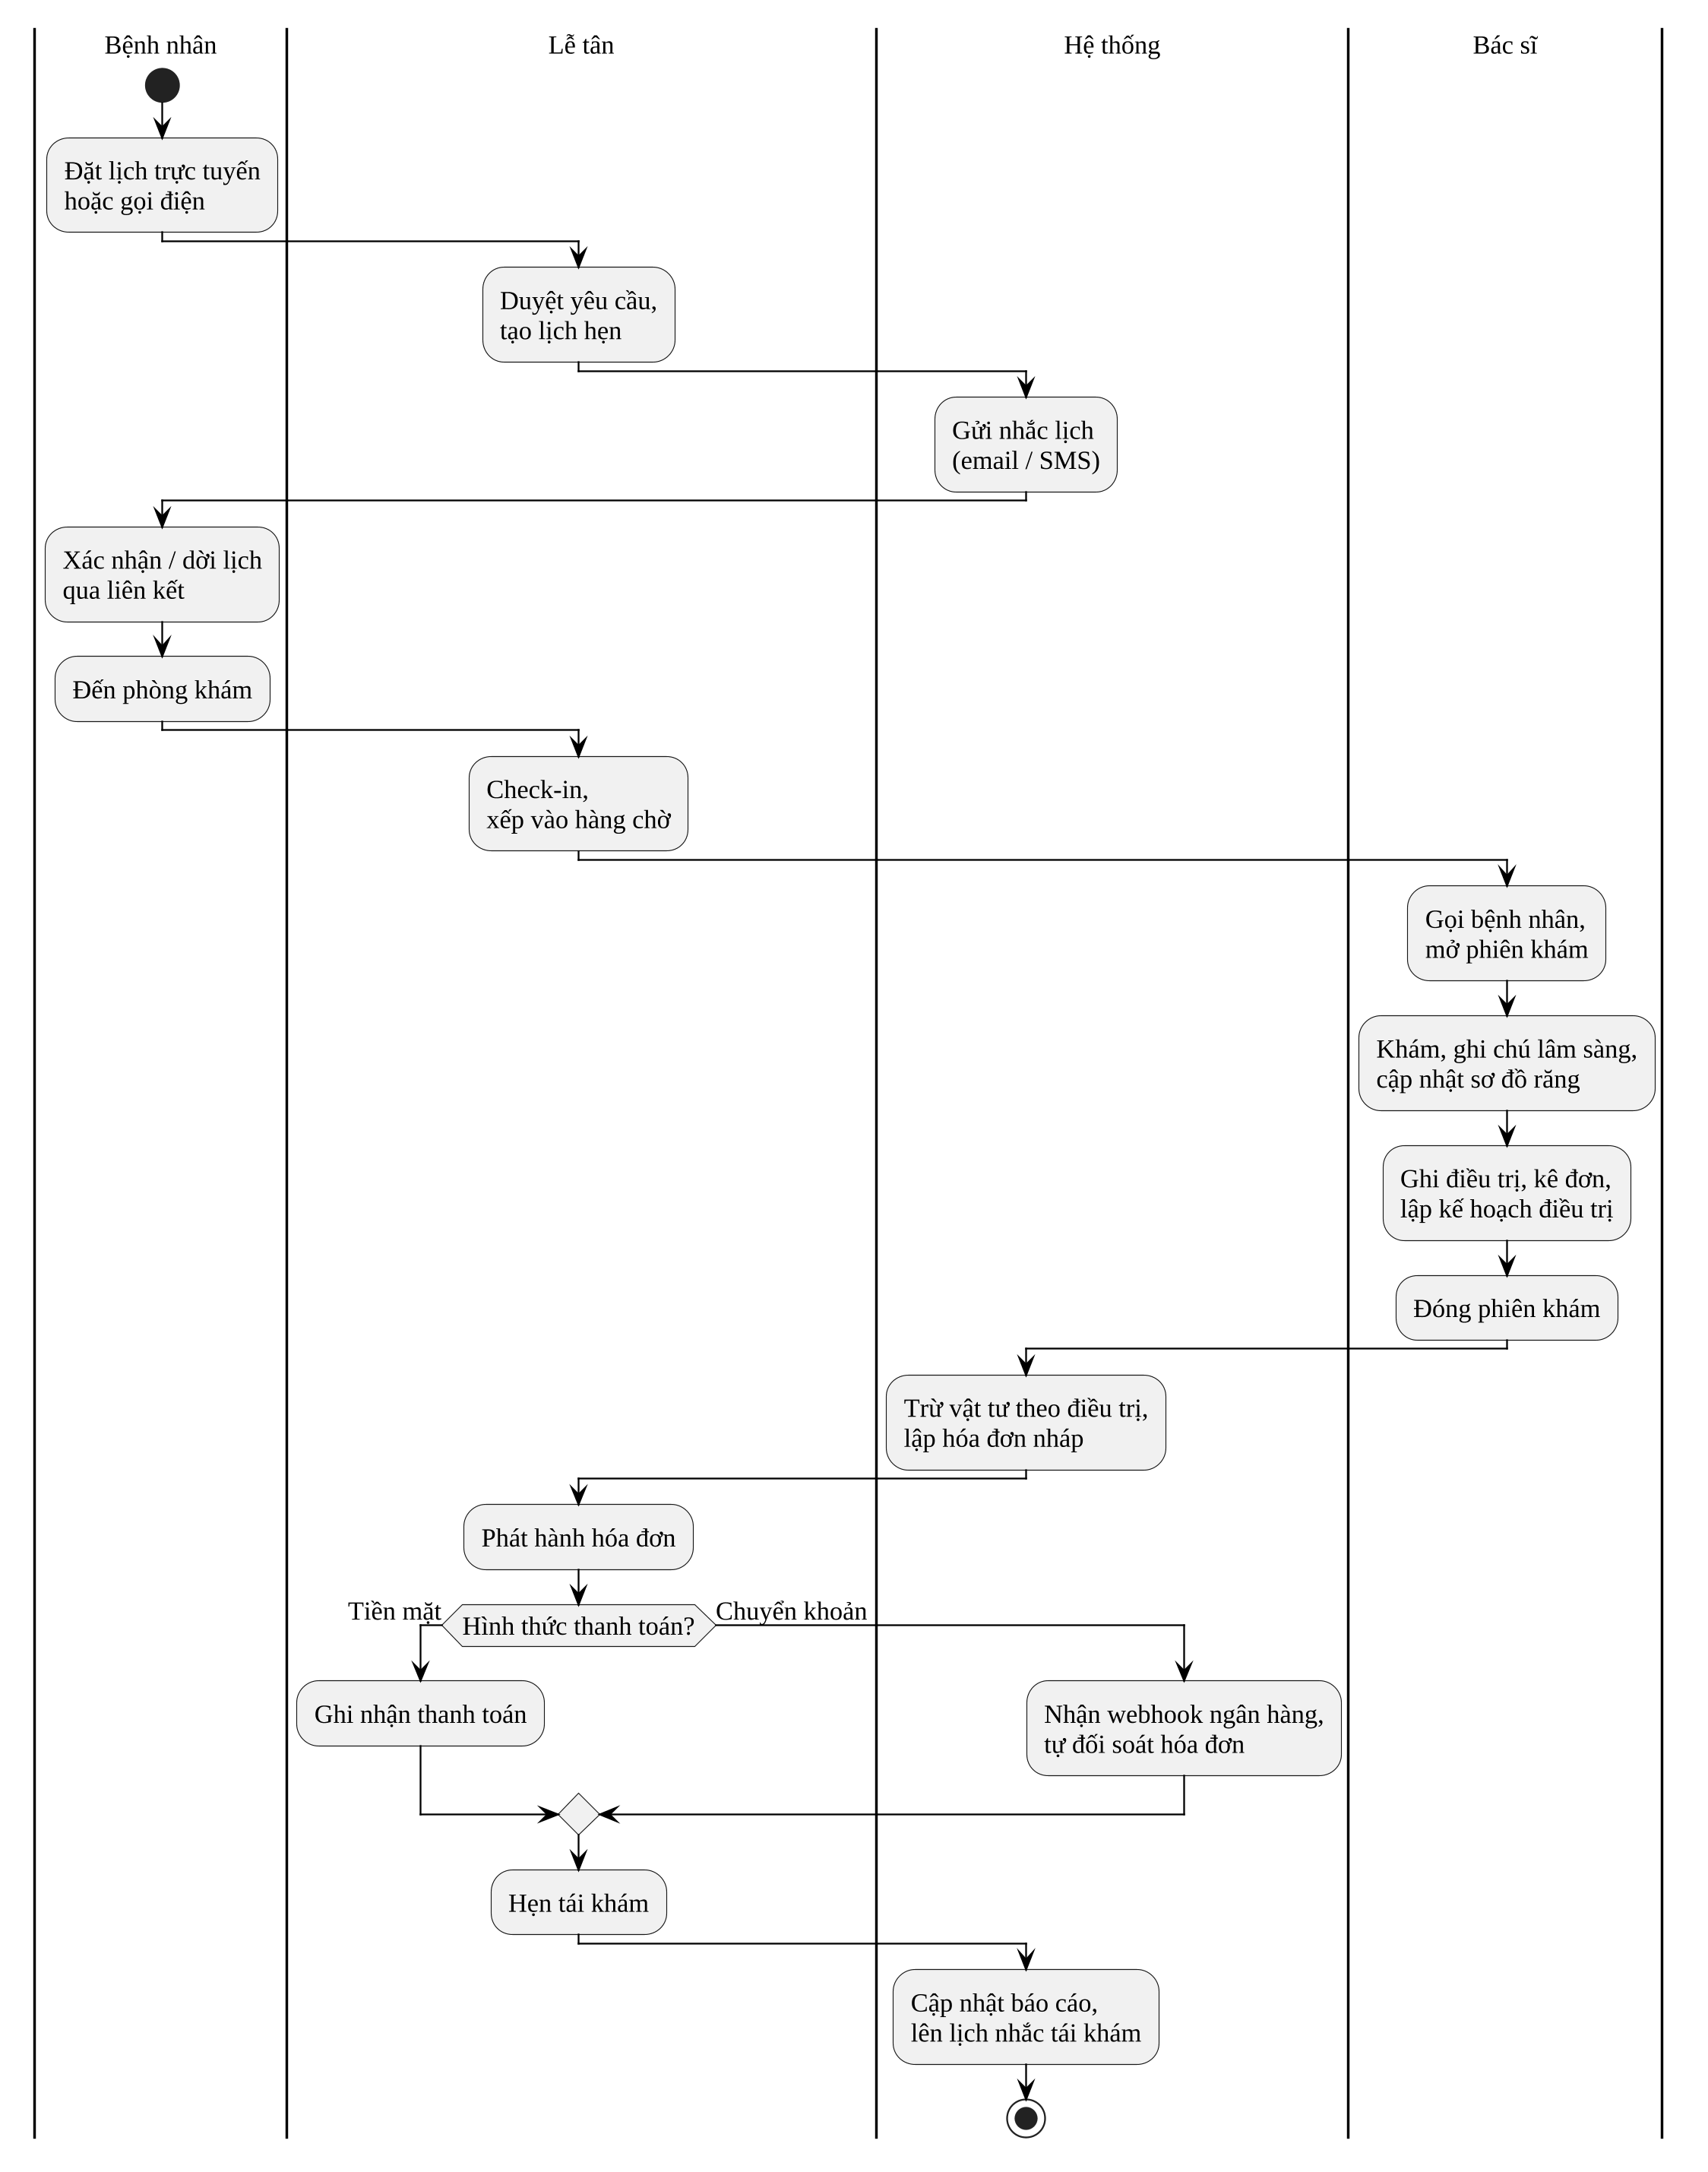 Bệnh nhân
Lễ tân
Hệ thống
Bác sĩ
Đặt lịch trực tuyến
hoặc gọi điện
Duyệt yêu cầu,
tạo lịch hẹn
Gửi nhắc lịch
(email / SMS)
Xác nhận / dời lịch
qua liên kết
Đến phòng khám
Check-in,
xếp vào hàng chờ
Gọi bệnh nhân,
mở phiên khám
Khám, ghi chú lâm sàng,
cập nhật sơ đồ răng
Ghi điều trị, kê đơn,
lập kế hoạch điều trị
Đóng phiên khám
Trừ vật tư theo điều trị,
lập hóa đơn nháp
Phát hành hóa đơn
Tiền mặt
Hình thức thanh toán?
Chuyển khoản
Ghi nhận thanh toán
Nhận webhook ngân hàng,
tự đối soát hóa đơn
Hẹn tái khám
Cập nhật báo cáo,
lên lịch nhắc tái khám